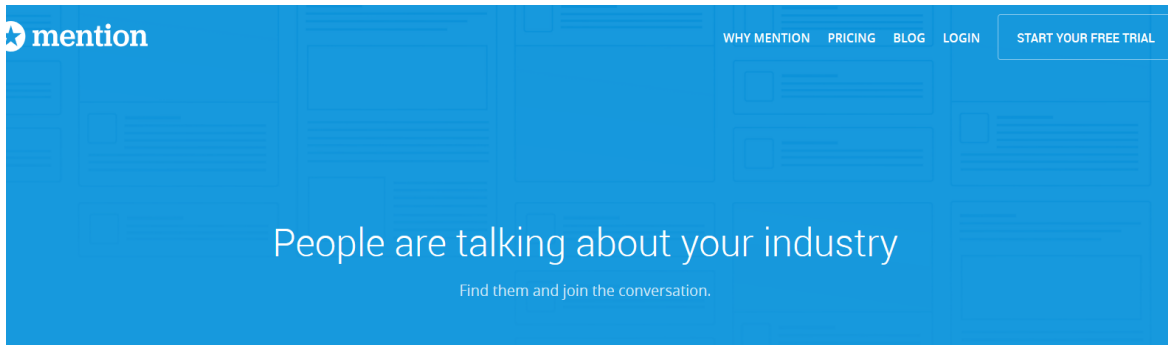 mention
WHY MENTION PRICING BLOG LOGIN START YOUR FREE TRIAL
People are talking about your industry
Find them and join the conversation.